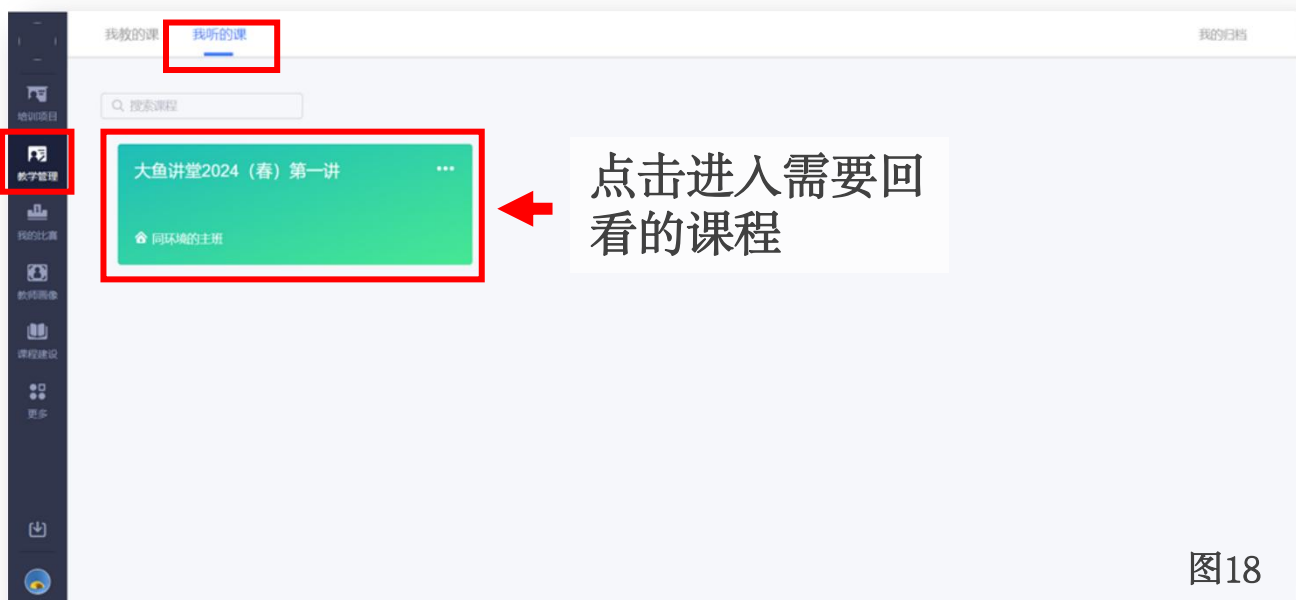 我教的课 我听的课 我的归档
搜索课程
培训项目
教学管理
我的比赛
教师画像
课程建设
更多
大鱼讲堂2024（春）第一讲
同环境的主班
点击进入需要回
看的课程
图18